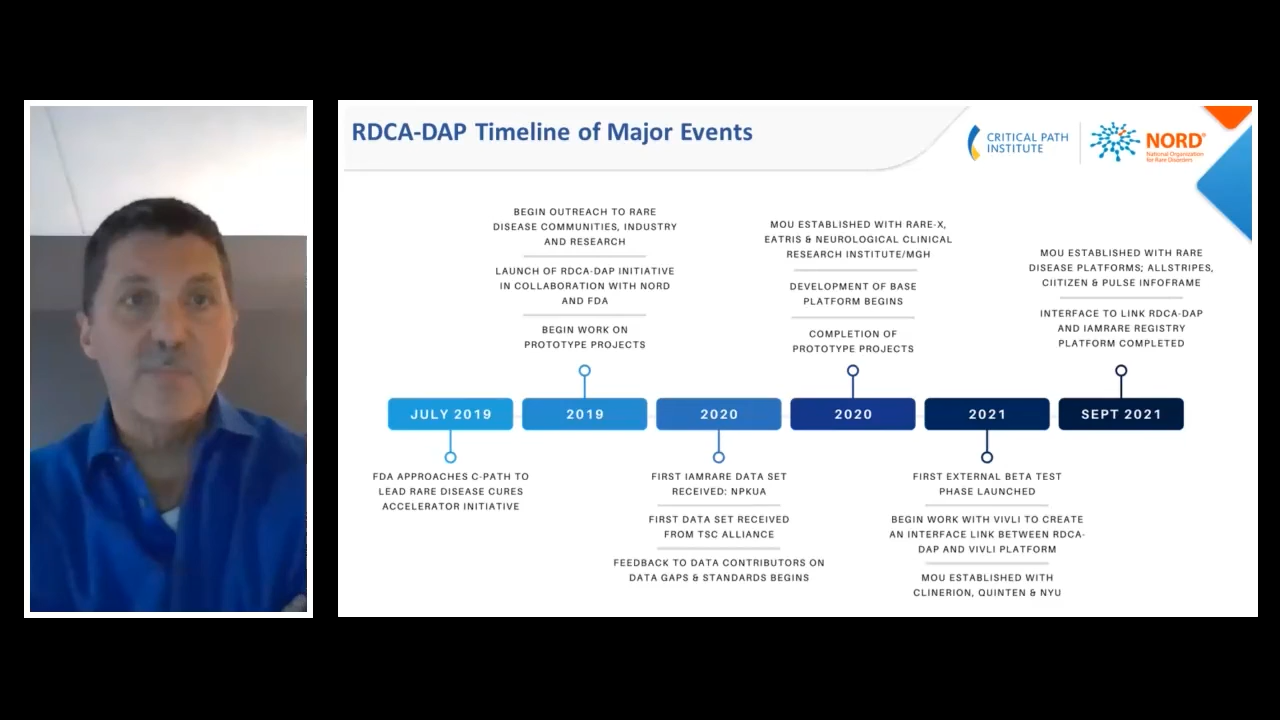 RDCA-DAP Timeline of Major Events
CRITICAL PATH
INSTITUTE
NORD®
National Organization
for Rare Disorders
BEGIN OUTREACH TO RARE
DISEASE COMMUNITIES, INDUSTRY
AND RESEARCH
LAUNCH OF RDCA-DAP INITIATIVE
IN COLLABORATION WITH NORD
AND FDA
BEGIN WORK ON
PROTOTYPE PROJECTS
MOU ESTABLISHED WITH RARE-X,
EATRIS & NEUROLOGICAL CLINICAL
RESEARCH INSTITUTE/MGH
DEVELOPMENT OF BASE
PLATFORM BEGINS
COMPLETION OF
PROTOTYPE PROJECTS
MOU ESTABLISHED WITH RARE
DISEASE PLATFORMS; ALLSTRIPES,
CIITIZEN & PULSE INFOFRAME
INTERFACE TO LINK RDCA-DAP
AND IAMRARE REGISTRY
PLATFORM COMPLETED
JULY 2019
2019
2020
2020
2021
SEPT 2021
FDA APPROACHES C-PATH TO
LEAD RARE DISEASE CURES
ACCELERATOR INITIATIVE
FIRST IAMRARE DATA SET
RECEIVED: NPKUA
FIRST DATA SET RECEIVED
FROM TSC ALLIANCE
FEEDBACK TO DATA CONTRIBUTORS ON
DATA GAPS & STANDARDS BEGINS
FIRST EXTERNAL BETA TEST
PHASE LAUNCHED
BEGIN WORK WITH VIVLI TO CREATE
AN INTERFACE LINK BETWEEN RDCA-
DAP AND VIVLI PLATFORM
MOU ESTABLISHED WITH
CLINERION, QUINTEN & NYU